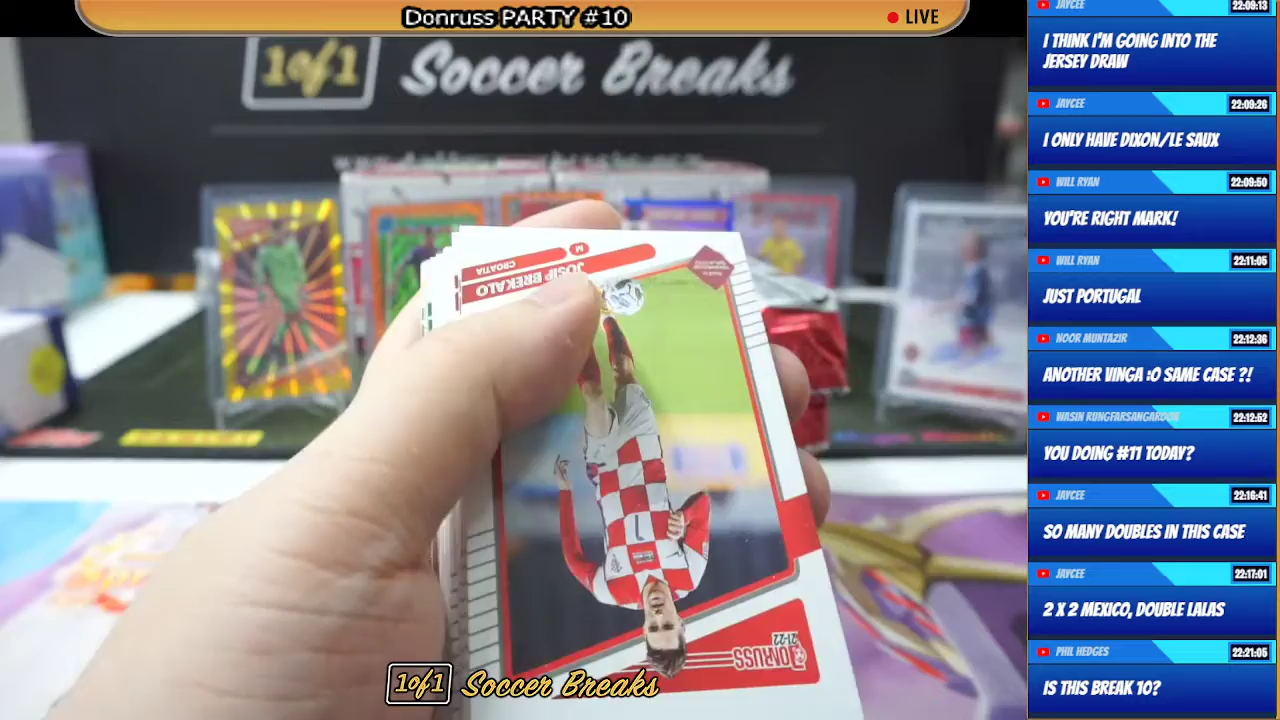 Donruss PARTY #10
LIVE
1of1 Soccer Breaks
JOSIP BREKALO
M
CROATIA
7
DONRUSS
21-22
1of1 Soccer Breaks
JAYCEE 22:09:13
I THINK I'M GOING INTO THE
JERSEY DRAW
JAYCEE 22:09:26
I ONLY HAVE DIXON/LE SAUX
WILL RYAN 22:09:50
YOU'RE RIGHT MARK!
WILL RYAN 22:11:05
JUST PORTUGAL
NOOR MUNTAZIR 22:12:36
ANOTHER VINGA :O SAME CASE ?!
WASIN RUNGFARSANGAROON 22:12:52
YOU DOING #11 TODAY?
JAYCEE 22:16:41
SO MANY DOUBLES IN THIS CASE
JAYCEE 22:17:01
2 X 2 MEXICO, DOUBLE LALAS
PHIL HEDGES 22:21:05
IS THIS BREAK 10?